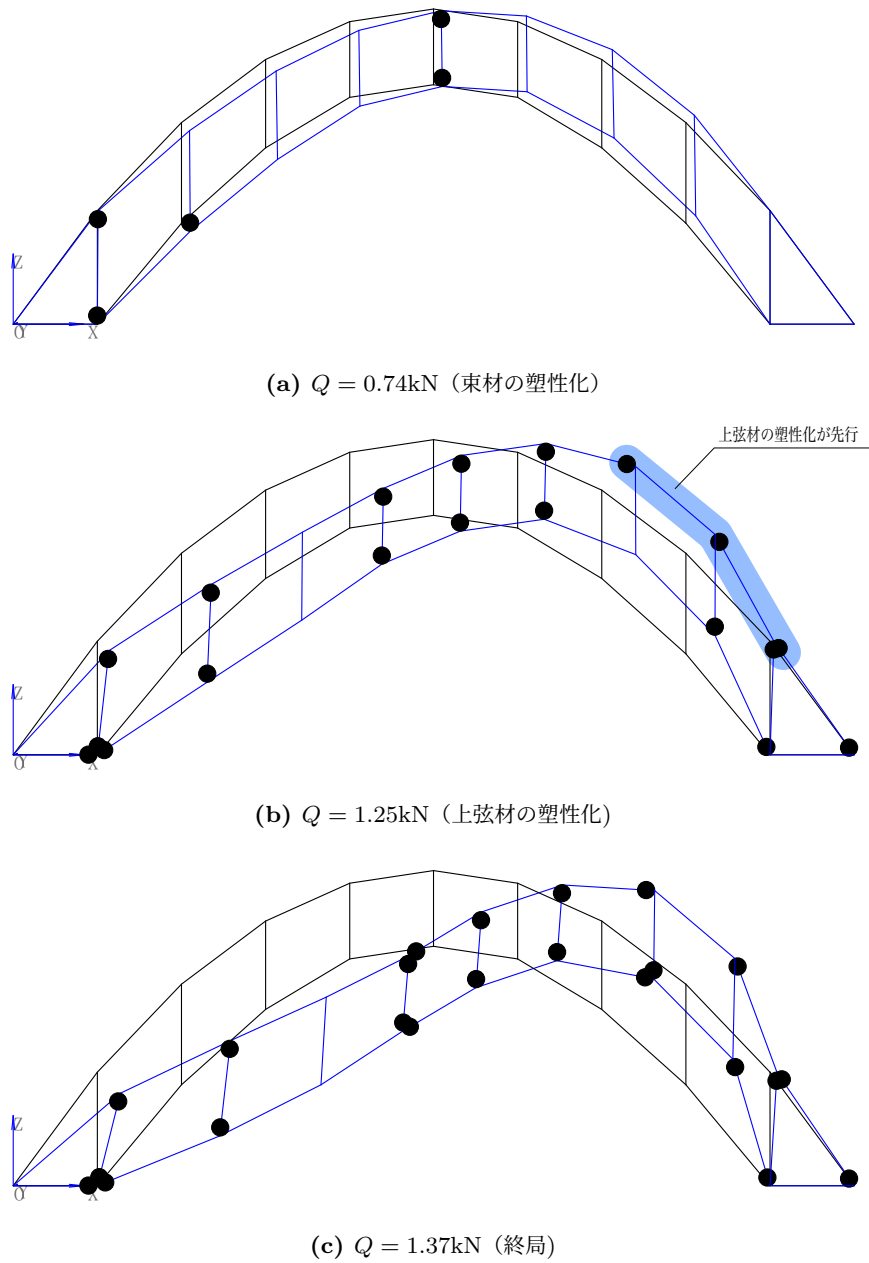 Z
O Y X
(a) Q = 0.74kN（束材の塑性化）
上弦材の塑性化が先行
Z
O Y X
(b) Q = 1.25kN（上弦材の塑性化)
Z
O Y X
(c) Q = 1.37kN（終局)